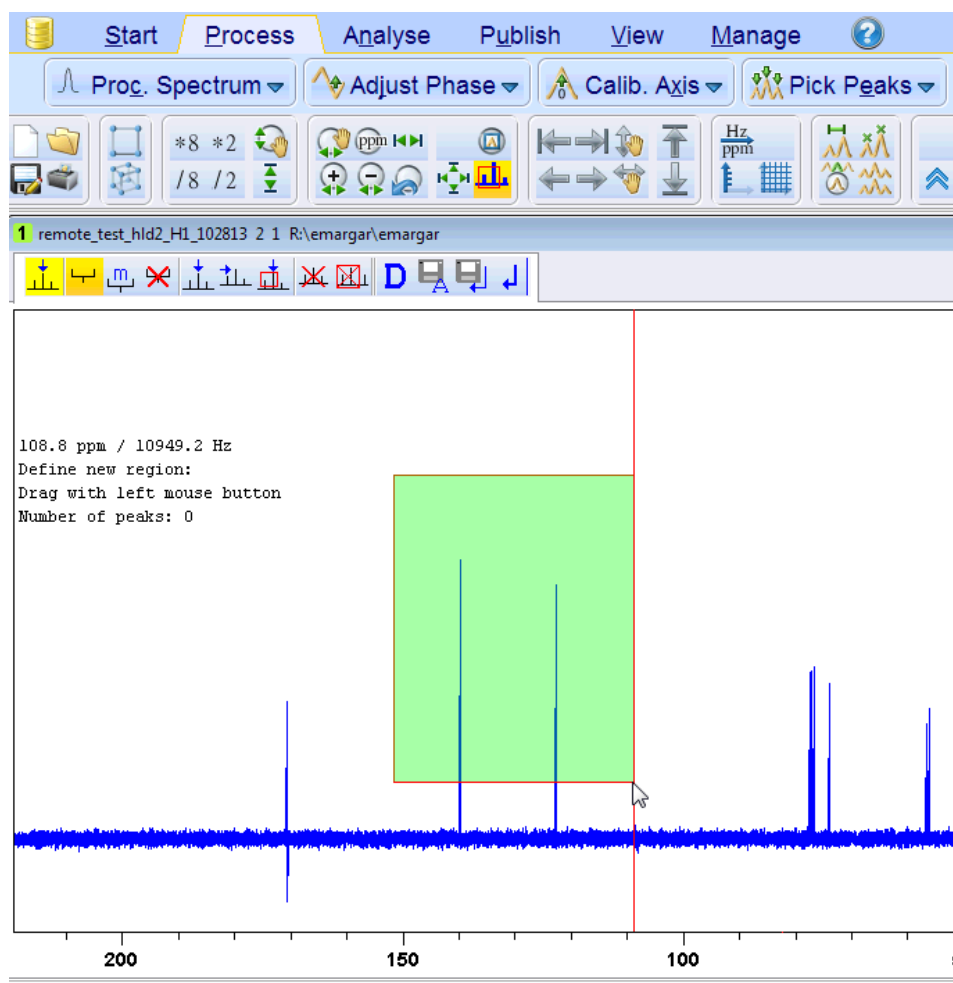 Start Process Analyse Publish View Manage ?
Proc. Spectrum Adjust Phase Calib. Axis Pick Peaks
*8 *2 ppm Hz ppm
/8 /2
1 remote_test_hld2_H1_102813 2 1 R:\emargar\emargar
m D A
108.8 ppm / 10949.2 Hz
Define new region:
Drag with left mouse button
Number of peaks: 0
200 150 100